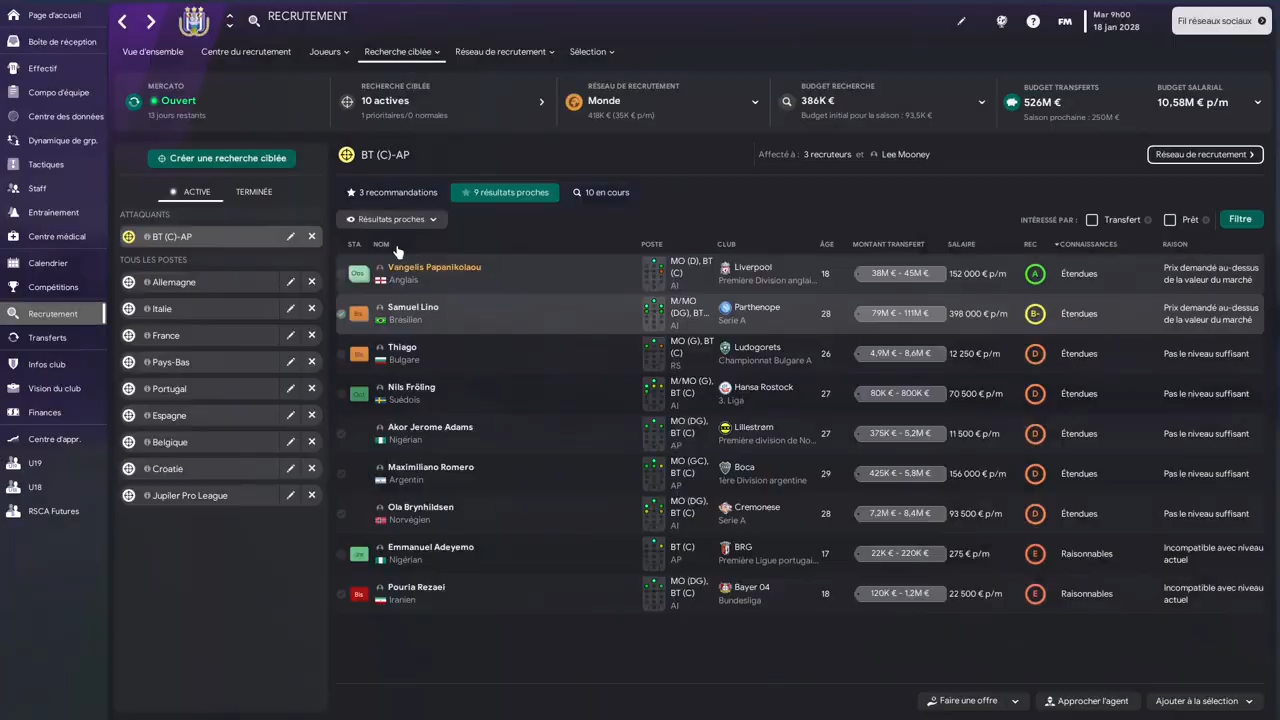 Page d'accueil
Boîte de réception
Effectif
Compo d'équipe
Centre des données
Dynamique de grp.
Tactiques
Staff
Entrainement
Centre médical
Calendrier
Compétitions
Recrutement
Transferts
Infos club
Vision du club
Finances
Centre d'appr.
U19
U18
RSCA Futures
RECRUTEMENT
FM
Mar 9h00
18 jan 2028
Fil réseaux sociaux
Vue d'ensemble
Centre du recrutement
Joueurs
Recherche ciblée
Réseau de recrutement
Sélection
MERCATO
Ouvert
13 jours restants
RECHERCHE CIBLÉE
10 actives
1 prioritaires/0 normales
RÉSEAU DE RECRUTEMENT
Monde
418K € (35K € p/m)
BUDGET RECHERCHE
386K €
Budget initial pour la saison : 93,5K €
BUDGET TRANSFERTS
526M €
Saison prochaine : 250M €
BUDGET SALARIAL
10,58M € p/m
Créer une recherche ciblée
ACTIVE
TERMINÉE
ATTAQUANTS
BT (C)-AP
TOUS LES POSTES
Allemagne
Italie
France
Pays-Bas
Portugal
Espagne
Belgique
Croatie
Jupiler Pro League
BT (C)-AP
Affecté à : 3 recruteurs et Lee Mooney
Réseau de recrutement
3 recommandations
9 résultats proches
10 en cours
Résultats proches
INTÉRESSÉ PAR :
Transfert
Prêt
Filtre
STA NOM POSTE CLUB ÂGE MONTANT TRANSFERT SALAIRE REC CONNAISSANCES RAISON
Obs Vangelis Papanikolaou Anglais MO (D), BT (C) AI Liverpool Première Division anglai... 18 38M € - 45M € 152 000 € p/m A Étendues Prix demandé au-dessus de la valeur du marché
Bls Samuel Lino Brésilien M/MO (DG), BT... AI Parthenope Serie A 28 79M € - 111M € 398 000 € p/m B- Étendues Prix demandé au-dessus de la valeur du marché
Bls Thiago Bulgare MO (G), BT (C) RS Ludogorets Championnat Bulgare A 26 4,9M € - 8,6M € 12 250 € p/m D Étendues Pas le niveau suffisant
Nils Fröling Suédois M/MO (G), BT (C) AI Hansa Rostock 3. Liga 27 80K € - 800K € 70 500 € p/m D Étendues Pas le niveau suffisant
Akor Jerome Adams Nigérian MO (DG), BT (C) AP Lillestrøm Première division de No... 27 375K € - 5,2M € 11 500 € p/m D Étendues Pas le niveau suffisant
Maximiliano Romero Argentin MO (GC), BT (C) AP Boca 1ère Division argentine 29 425K € - 5,8M € 156 000 € p/m D Étendues Pas le niveau suffisant
Ola Brynhildsen Norvégien MO (DG), BT (C) AI Cremonese Serie A 28 7,2M € - 8,4M € 93 500 € p/m D Étendues Pas le niveau suffisant
Emmanuel Adeyemo Nigérian BT (C) AP BRG Première Ligue portugai... 17 22K € - 220K € 275 € p/m E Raisonnables Incompatible avec niveau actuel
Bls Pouria Rezaei Iranien MO (DG), BT (C) AI Bayer 04 Bundesliga 18 120K € - 1,2M € 22 500 € p/m E Raisonnables Incompatible avec niveau actuel
Faire une offre
Approcher l'agent
Ajouter à la sélection